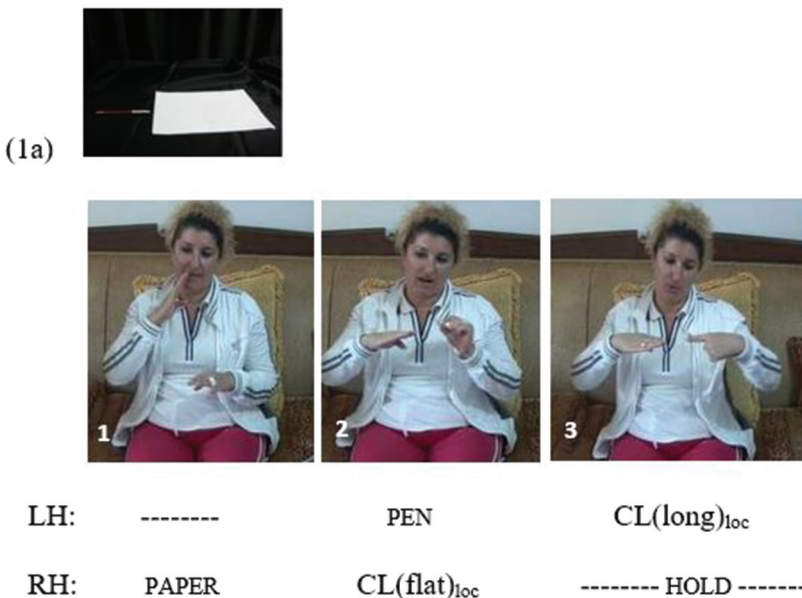 (1a)
1 2 3
LH: -------- PEN CL(long)loc
RH: PAPER CL(flat)loc -------- HOLD -------